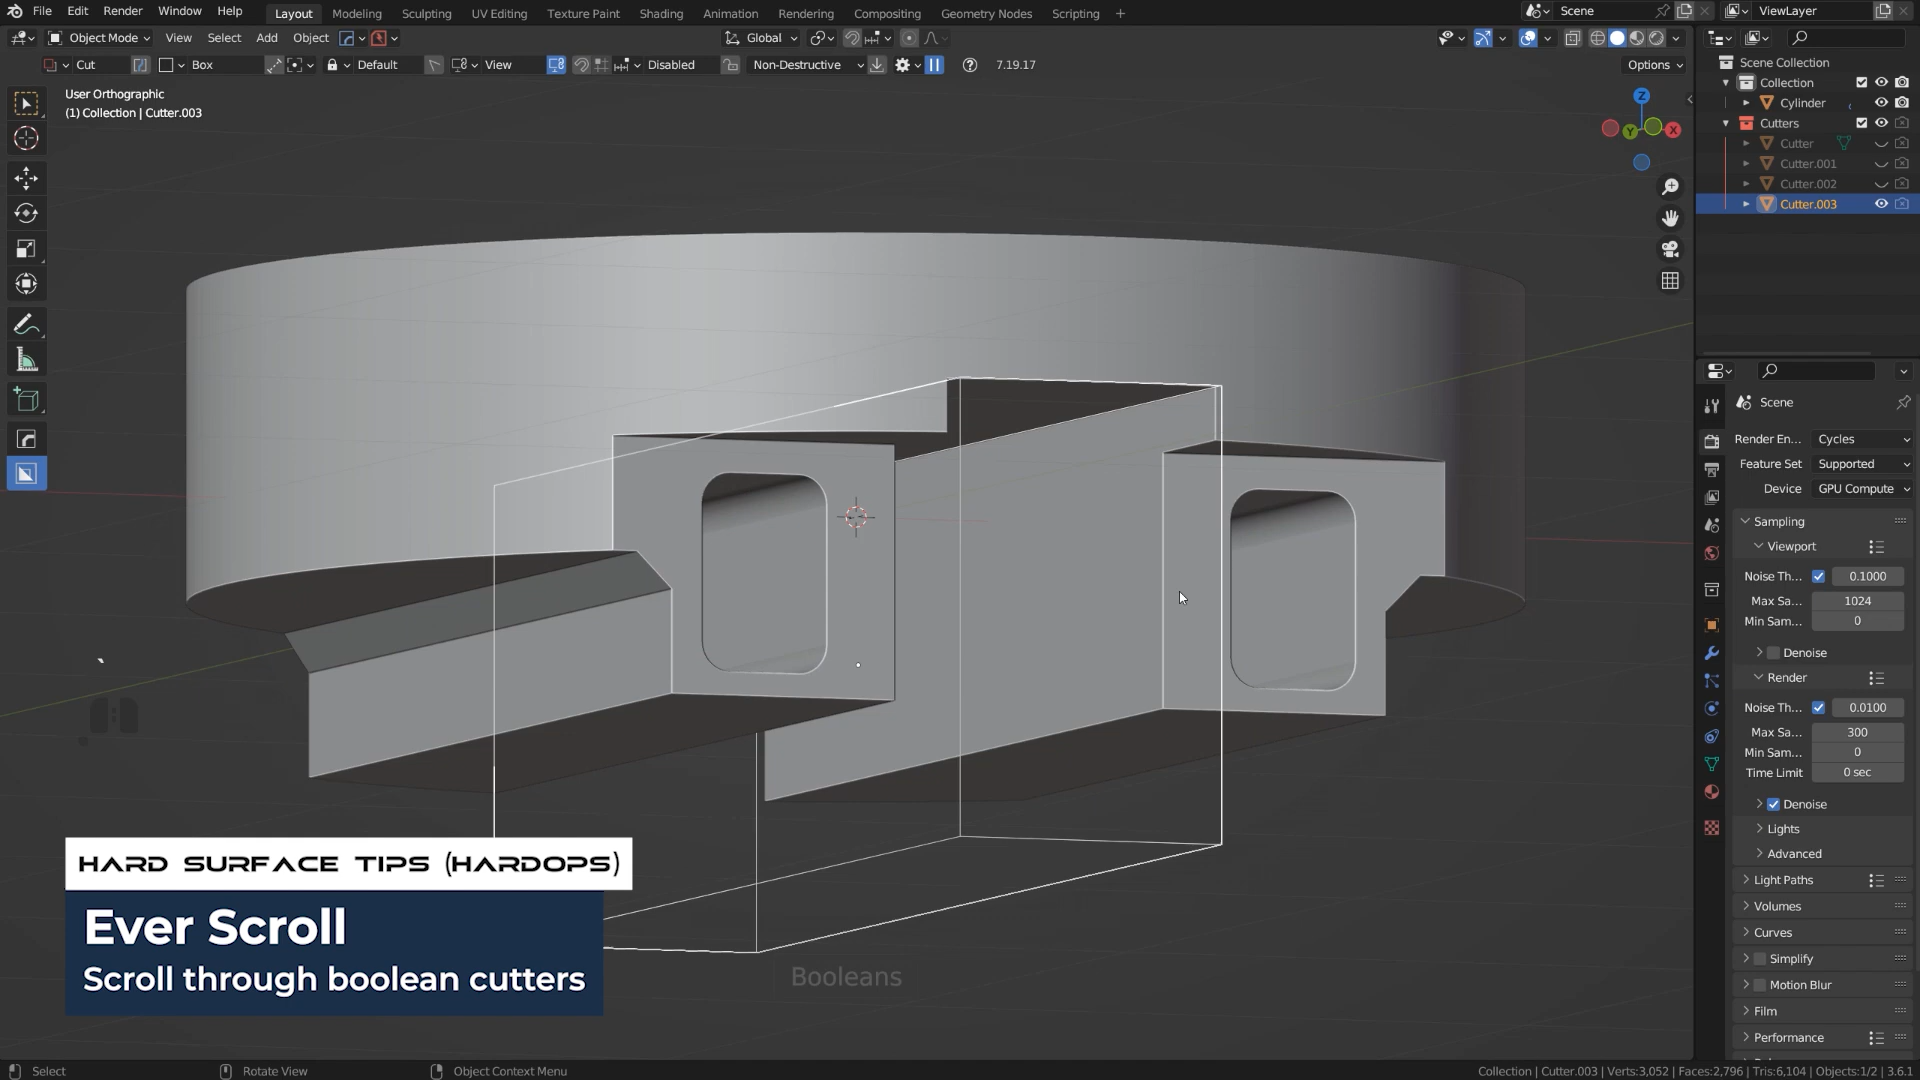 File Edit Render Window Help Layout Modeling Sculpting UV Editing Texture Paint Shading Animation Rendering Compositing Geometry Nodes Scripting + Scene ViewLayer
Object Mode View Select Add Object Global
Cut Box Default View Disabled Non-Destructive 7.19.17 Options
User Orthographic
(1) Collection | Cutter.003
Z
Y
X
Scene Collection
Collection
Cylinder
Cutters
Cutter
Cutter.001
Cutter.002
Cutter.003
Scene
Render En... Cycles
Feature Set Supported
Device GPU Compute
Sampling
Viewport
Noise Th... 0.1000
Max Sa... 1024
Min Sam... 0
Denoise
Render
Noise Th... 0.0100
Max Sa... 300
Min Sam... 0
Time Limit 0 sec
Denoise
Lights
Advanced
Light Paths
Volumes
Curves
Simplify
Motion Blur
Film
Performance
HARD SURFACE TIPS (HARDOPS)
Ever Scroll
Scroll through boolean cutters
Booleans
Select Rotate View Object Context Menu
Collection | Cutter.003 | Verts:3,052 | Faces:2,796 | Tris:6,104 | Objects:1/2 | 3.6.1